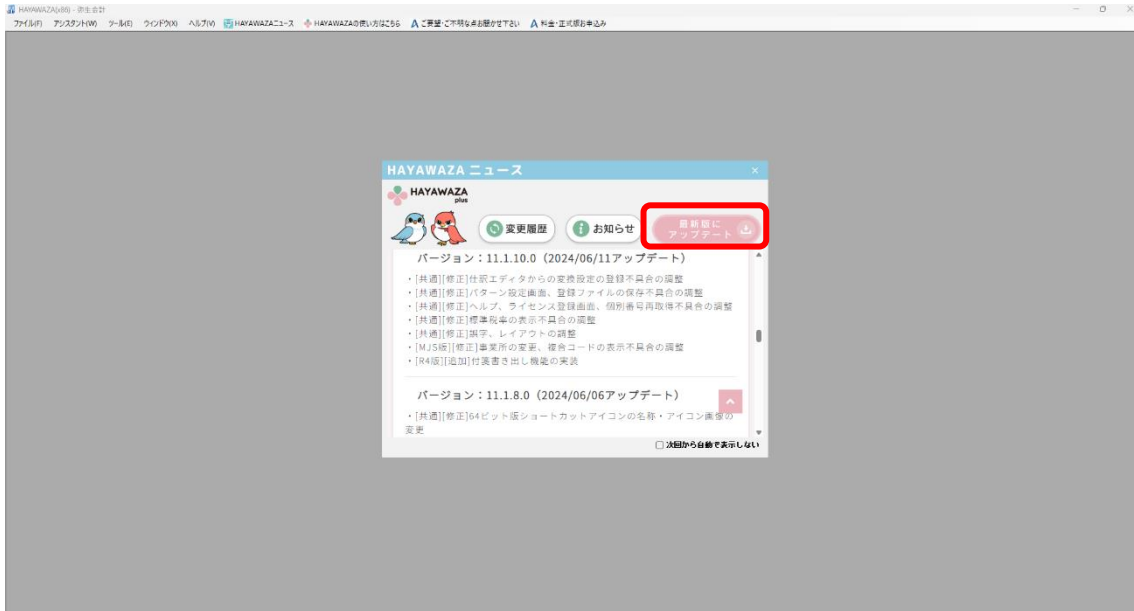 HAYAWAZA(x86) - 弥生会計
ファイル(F) アシスタント(W) ツール(E) ウィンドウ(X) ヘルプ(V) HAYAWAZAニュース HAYAWAZAの使い方はこちら ご要望・ご不明な点お聞かせ下さい 料金・正式版お申込み
HAYAWAZA ニュース
HAYAWAZA
plus
変更履歴 お知らせ 最新版に
アップデート
バージョン：11.1.10.0（2024/06/11アップデート）
・[共通][修正]仕訳エディタからの変換設定の登録不具合の調整
・[共通][修正]パターン設定画面、登録ファイルの保存不具合の調整
・[共通][修正]ヘルプ、ライセンス登録画面、個別番号再取得不具合の調整
・[共通][修正]標準税率の表示不具合の調整
・[共通][修正]誤字、レイアウトの調整
・[MJS版][修正]事業所の変更、複合コードの表示不具合の調整
・[R4版][追加]付箋書き出し機能の実装
バージョン：11.1.8.0（2024/06/06アップデート）
・[共通][修正]64ビット版ショートカットアイコンの名称・アイコン画像の
変更
次回から自動で表示しない